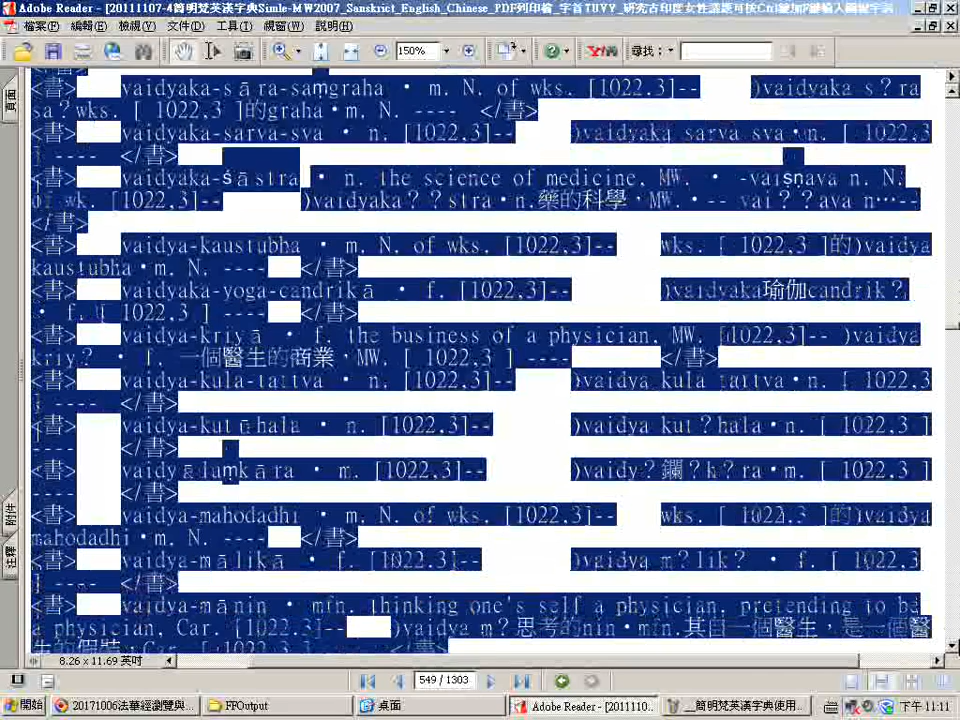 Adobe Reader - [20111107-4簡明梵英漢字典Simle-MW2007_Sanskrict_English_Chinese_PDF列印檔_字首TUVY_研究古印度女性議題可按Ctrl鍵加F鍵輸入關鍵字
檔案(F) 編輯(E) 檢視(V) 文件(D) 工具(T) 視窗(W) 說明(H)
150% 尋找:
頁面
vaidyaka-sāra-saṃgraha · m. N. of wks. [1022,3]-- )vaidyaka s?ra
sa?wks. [ 1022,3 ]的graha·m. N. ---- </書>
<書> vaidyaka-sarva-sva · n. [1022,3]-- )vaidyaka sarva sva·n. [ 1022,3
] ---- </書>
<書> vaidyaka-śāstra · n. the science of medicine, MW. · -vaiṣṇava n. N.
of wk. [1022,3]-- )vaidyaka??stra·n.藥的科學,MW.·-- vai??ava n…--
</書>
<書> vaidya-kaustubha · m. N. of wks. [1022,3]-- wks. [ 1022,3 ]的)vaidya
kaustubha·m. N. ---- </書>
<書> vaidyaka-yoga-candrikā · f. [1022,3]-- )vaidyaka瑜伽candrik?
· f. [ 1022,3 ] ---- </書>
<書> vaidya-kriyā · f. the business of a physician, MW. [1022,3]-- )vaidya
kriy? · f. 一個醫生的商業,MW. [ 1022,3 ] ---- </書>
<書> vaidya-kula-tattva · n. [1022,3]-- )vaidya kula tattva·n. [ 1022,3
] ---- </書>
<書> vaidya-kutūhala · n. [1022,3]-- )vaidya kut?hala·n. [ 1022,3 ]
---- </書>
<書> vaidyālaṃkāra · m. [1022,3]-- )vaidy?鑭?k?ra·m. [ 1022,3 ]
---- </書>
<書> vaidya-mahodadhi · m. N. of wks. [1022,3]-- wks. [ 1022,3 ]的)vaidya
mahodadhi·m. N. ---- </書>
<書> vaidya-mālikā · f. [1022,3]-- )vaidya m?lik? · f. [ 1022,3
] ---- </書>
<書> vaidya-mānin · mfn. thinking one's self a physician, pretending to be
a physician, Car. [1022,3]-- )vaidya m?思考的nin·mfn.其自一個醫生,是一個醫
附件
註釋
8.26 x 11.69 英吋
549 / 1303
開始 20171006法華經瀏覽與... FFOutput 桌面 Adobe Reader - [2011110... __簡明梵英漢字典使用... 下午 11:11